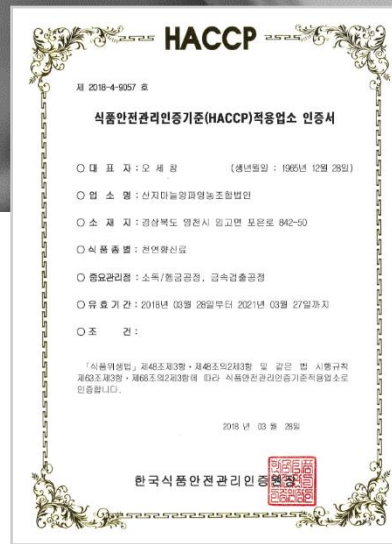 HACCP
제 2018-4-9057 호
식품안전관리인증기준(HACCP)적용업소 인증서
○ 대 표 자 : 오 세 창 (생년월일 : 1965년 12월 28일)
○ 업 소 명 : 산지마늘양파영농조합법인
○ 소 재 지 : 경상북도 영천시 임고면 포은로 842-50
○ 식 품 종 별 : 천연향신료
○ 중요관리점 : 소독/헹굼공정, 금속검출공정
○ 유 효 기 간 : 2018년 03월 28일부터 2021년 03월 27일까지
○ 조 건 :
「식품위생법」 제48조제3항·제48조의2제3항 및 같은 법 시행규칙
제63조제3항·제68조의2제3항에 따라 식품안전관리인증기준적용업소로
인증합니다.
2018 년 03 월 28일
한국식품안전관리인증원장